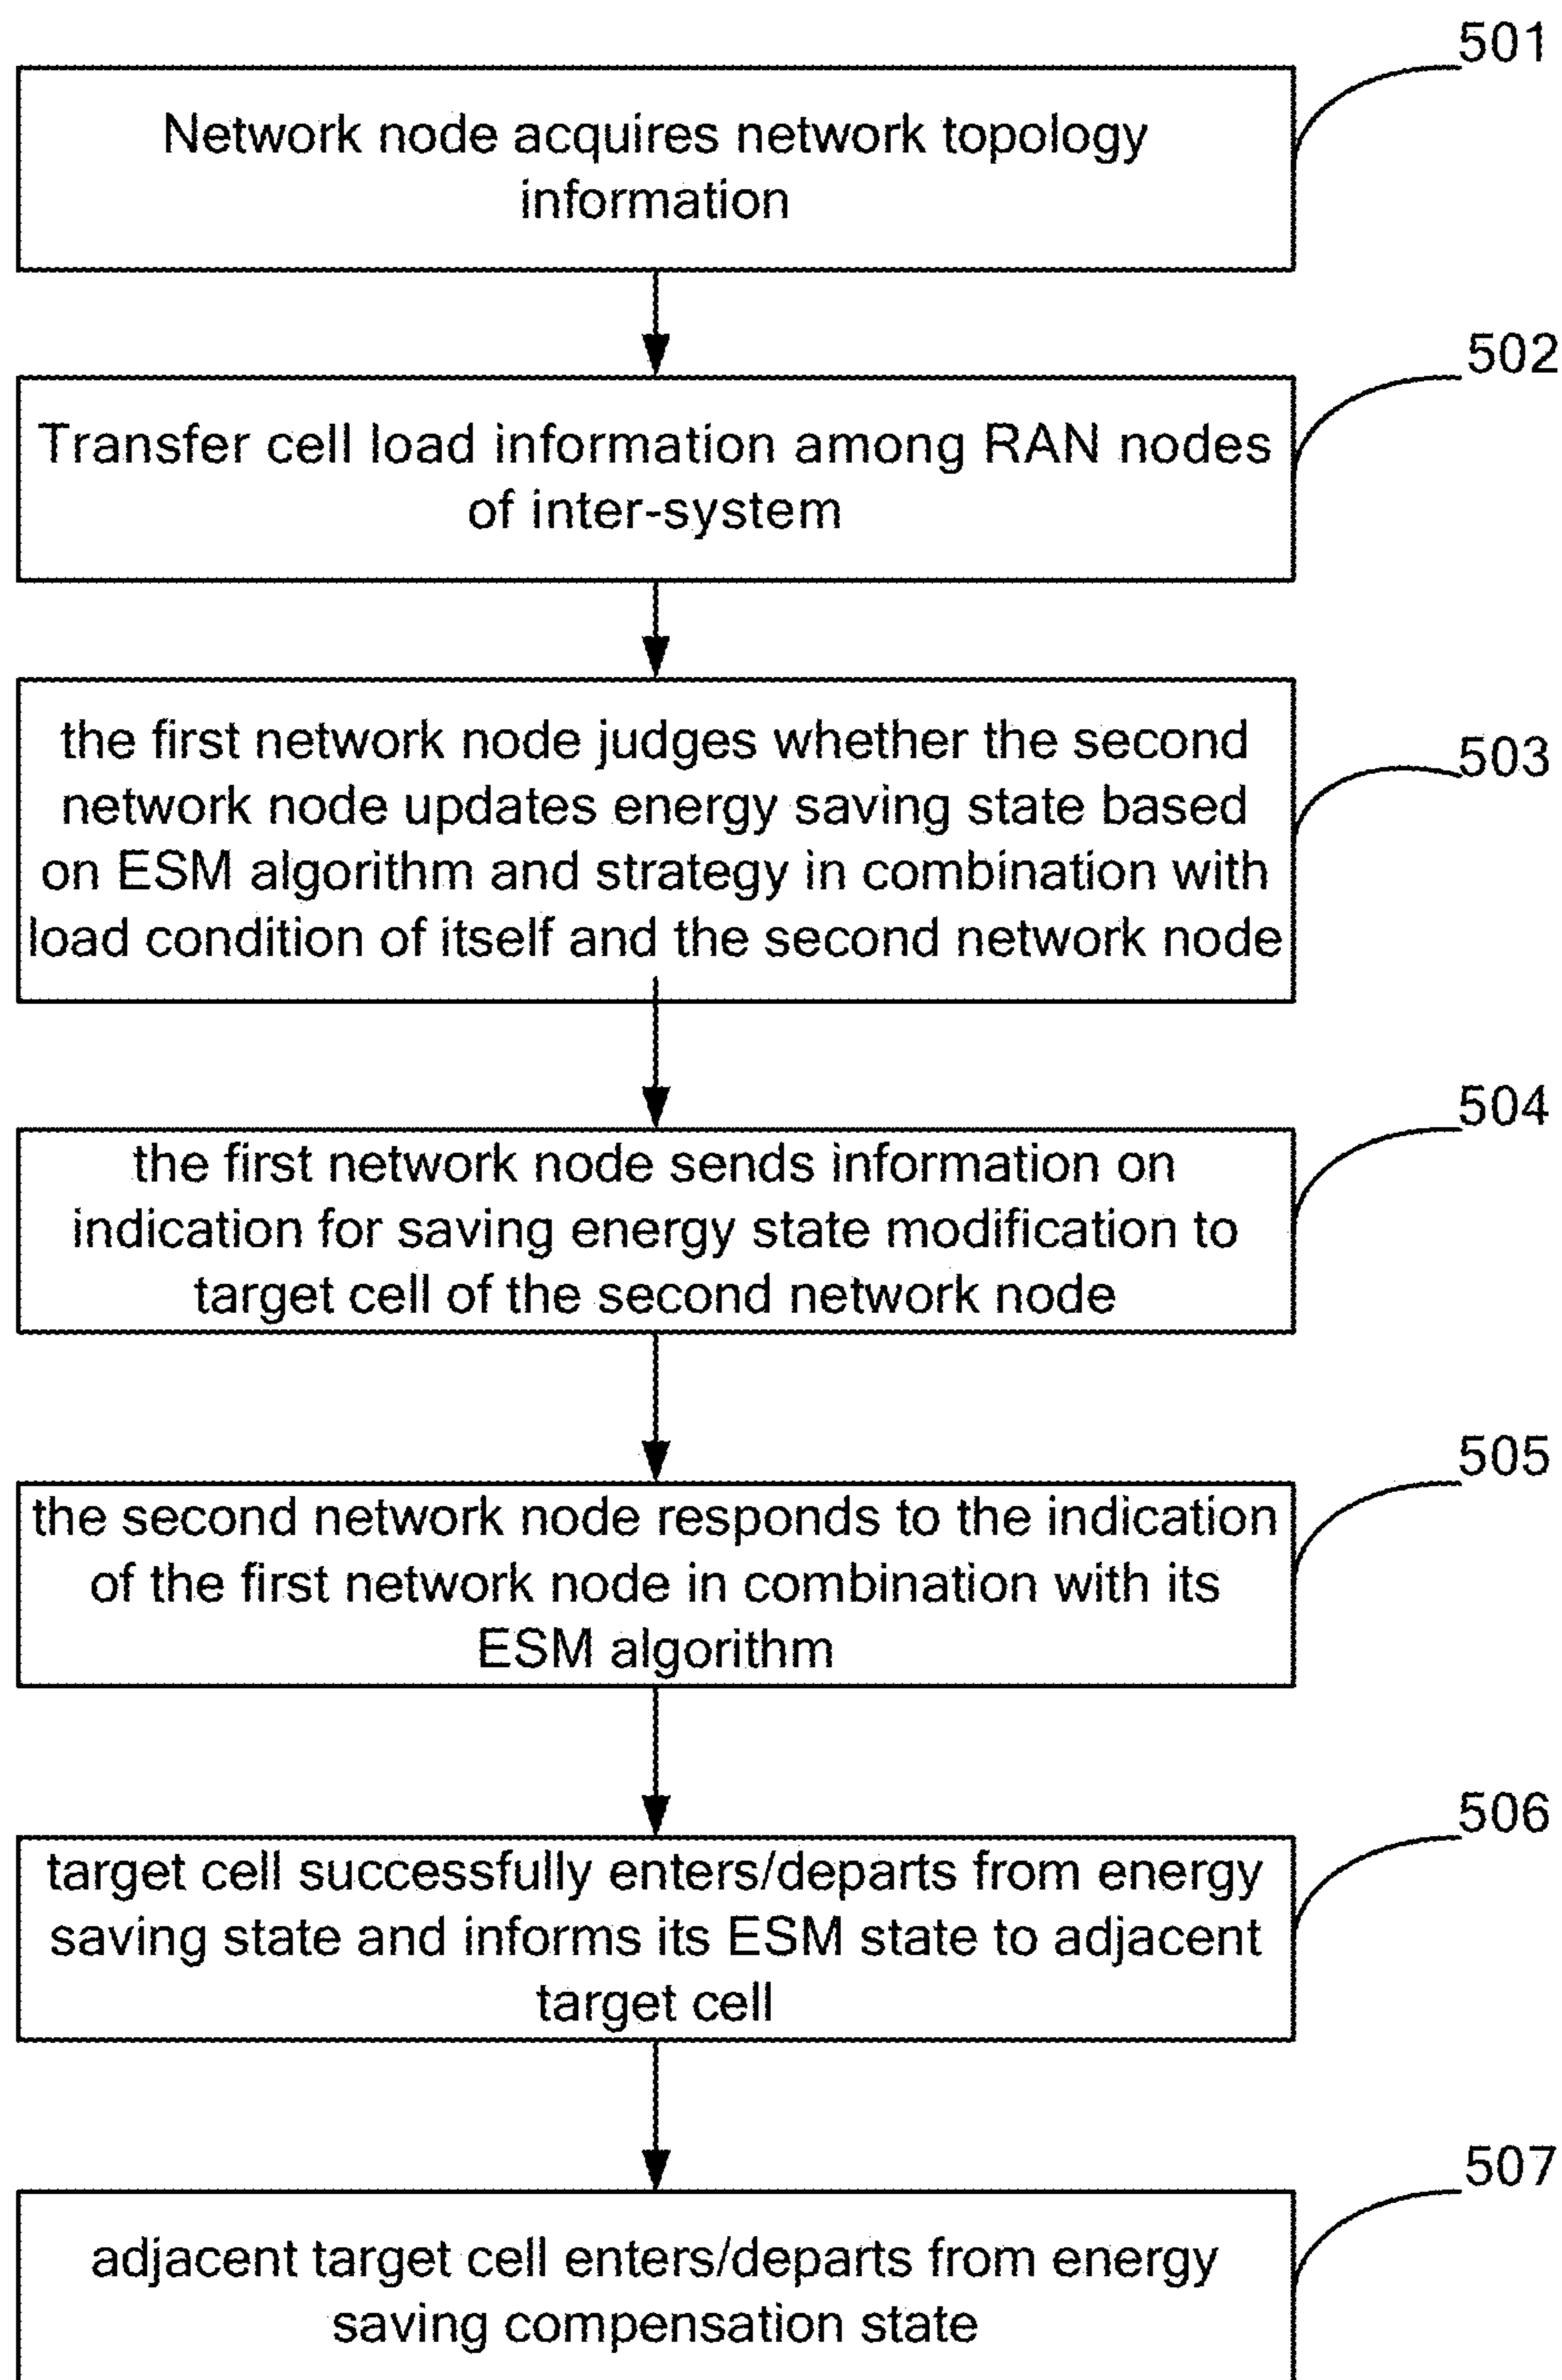 501
Network node acquires network topology
information
502
Transfer cell load information among RAN nodes
of inter-system
503
the first network node judges whether the second
network node updates energy saving state based
on ESM algorithm and strategy in combination with
load condition of itself and the second network node
504
the first network node sends information on
indication for saving energy state modification to
target cell of the second network node
505
the second network node responds to the indication
of the first network node in combination with its
ESM algorithm
506
target cell successfully enters/departs from energy
saving state and informs its ESM state to adjacent
target cell
507
adjacent target cell enters/departs from energy
saving compensation state